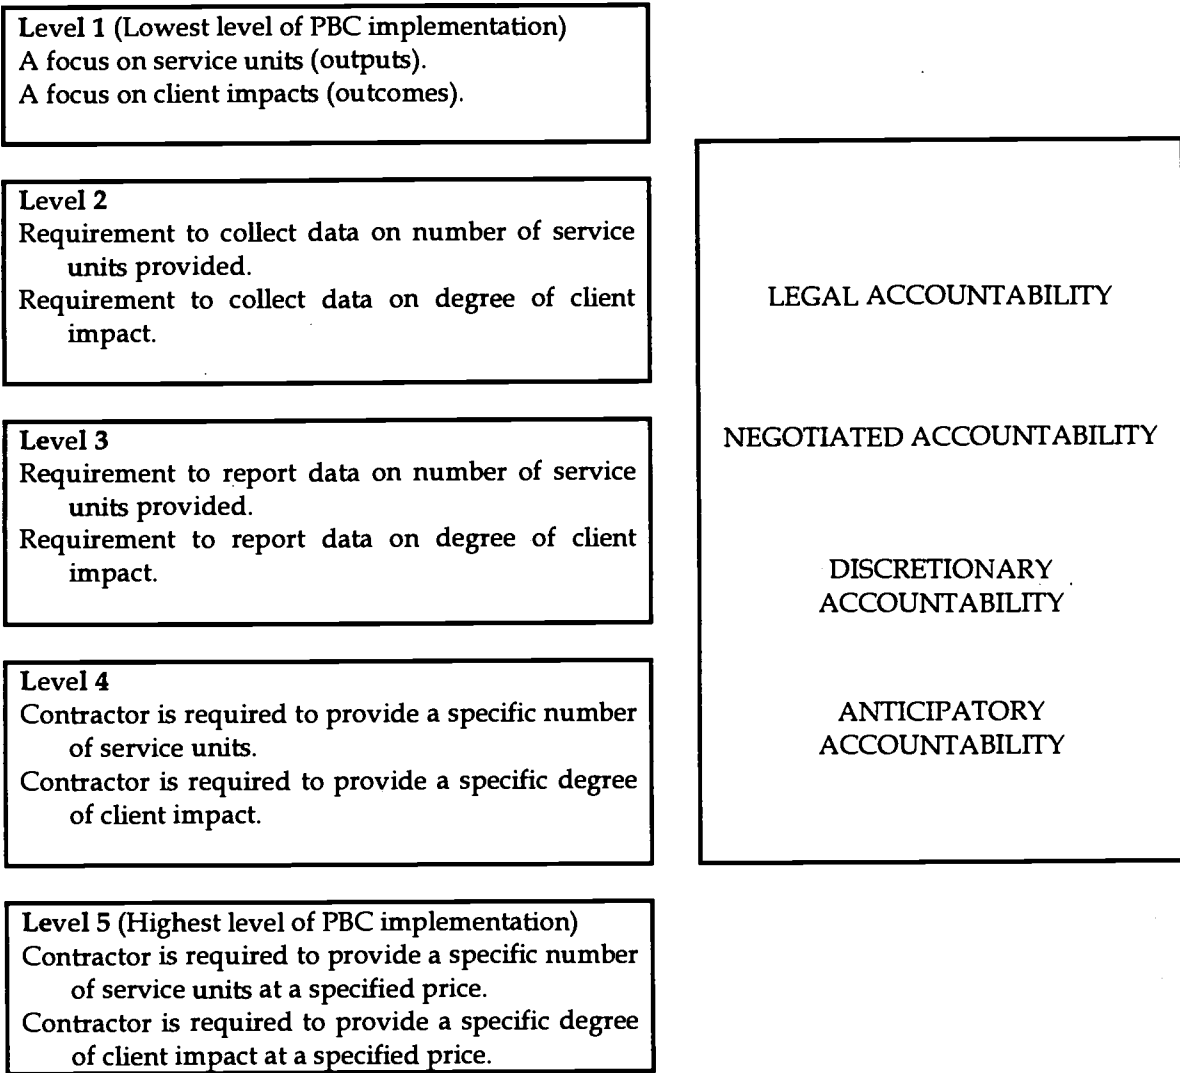 Level 1 (Lowest level of PBC implementation)
A focus on service units (outputs).
A focus on client impacts (outcomes).
Level 2
Requirement to collect data on number of service
units provided.
Requirement to collect data on degree of client
impact.
Level 3
Requirement to report data on number of service
units provided.
Requirement to report data on degree of client
impact.
Level 4
Contractor is required to provide a specific number
of service units.
Contractor is required to provide a specific degree
of client impact.
Level 5 (Highest level of PBC implementation)
Contractor is required to provide a specific number
of service units at a specified price.
Contractor is required to provide a specific degree
of client impact at a specified price.
LEGAL ACCOUNTABILITY
NEGOTIATED ACCOUNTABILITY
DISCRETIONARY
ACCOUNTABILITY
ANTICIPATORY
ACCOUNTABILITY